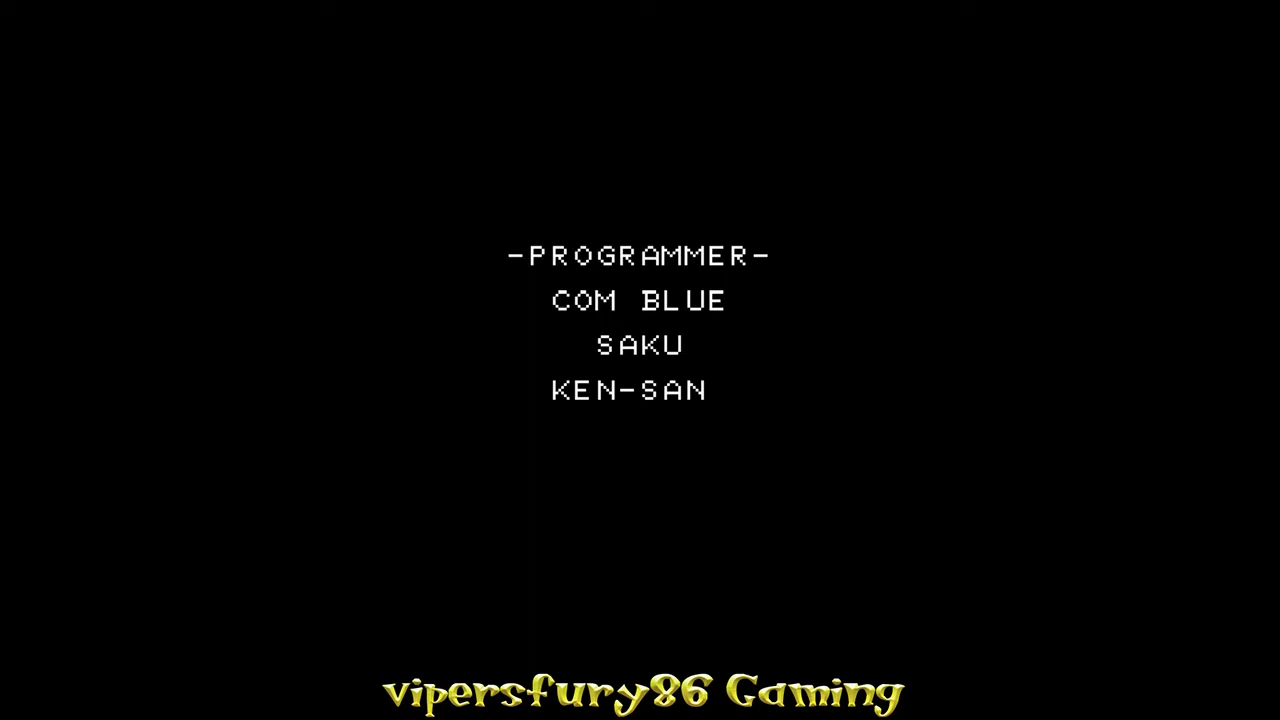 -PROGRAMMER-
COM BLUE
SAKU
KEN-SAN
vipersfury86 Gaming